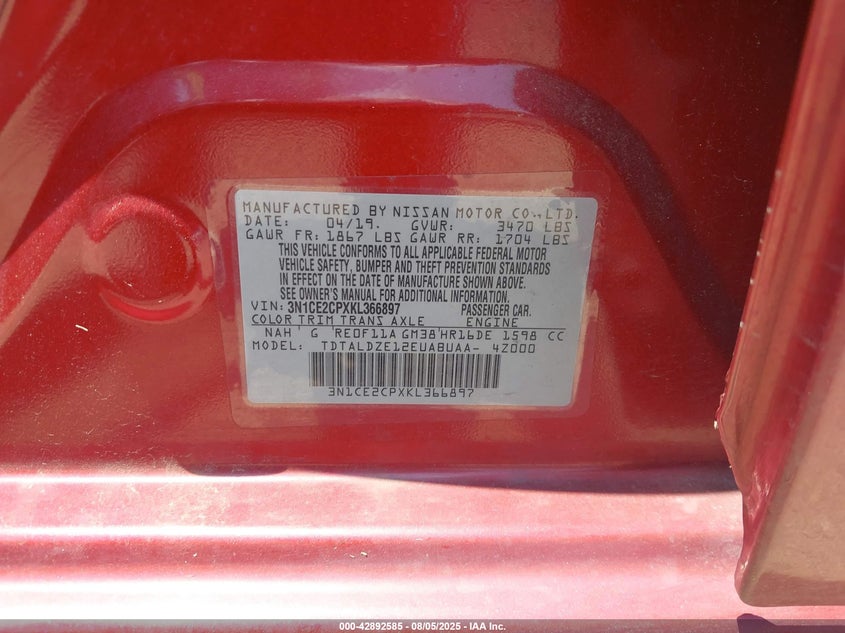 MANUFACTURED BY NISSAN MOTOR CO., LTD.
DATE: 04/19. GVWR: 3470 LBS
GAWR FR: 1867 LBS GAWR RR: 1704 LBS
THIS VEHICLE CONFORMS TO ALL APPLICABLE FEDERAL MOTOR
VEHICLE SAFETY, BUMPER AND THEFT PREVENTION STANDARDS
IN EFFECT ON THE DATE OF MANUFACTURE SHOWN ABOVE.
SEE OWNER'S MANUAL FOR ADDITIONAL INFORMATION.
VIN: 3N1CE2CPXKL366897 PASSENGER CAR.
COLOR TRIM TRANS AXLE ENGINE
NAH G RE0F11A GM38 HR16DE 1598 CC
MODEL: TDTALDZE12EUABUAA- 4Z000
3N1CE2CPXKL366897
000-42892585 - 08/05/2025 - IAA Inc.